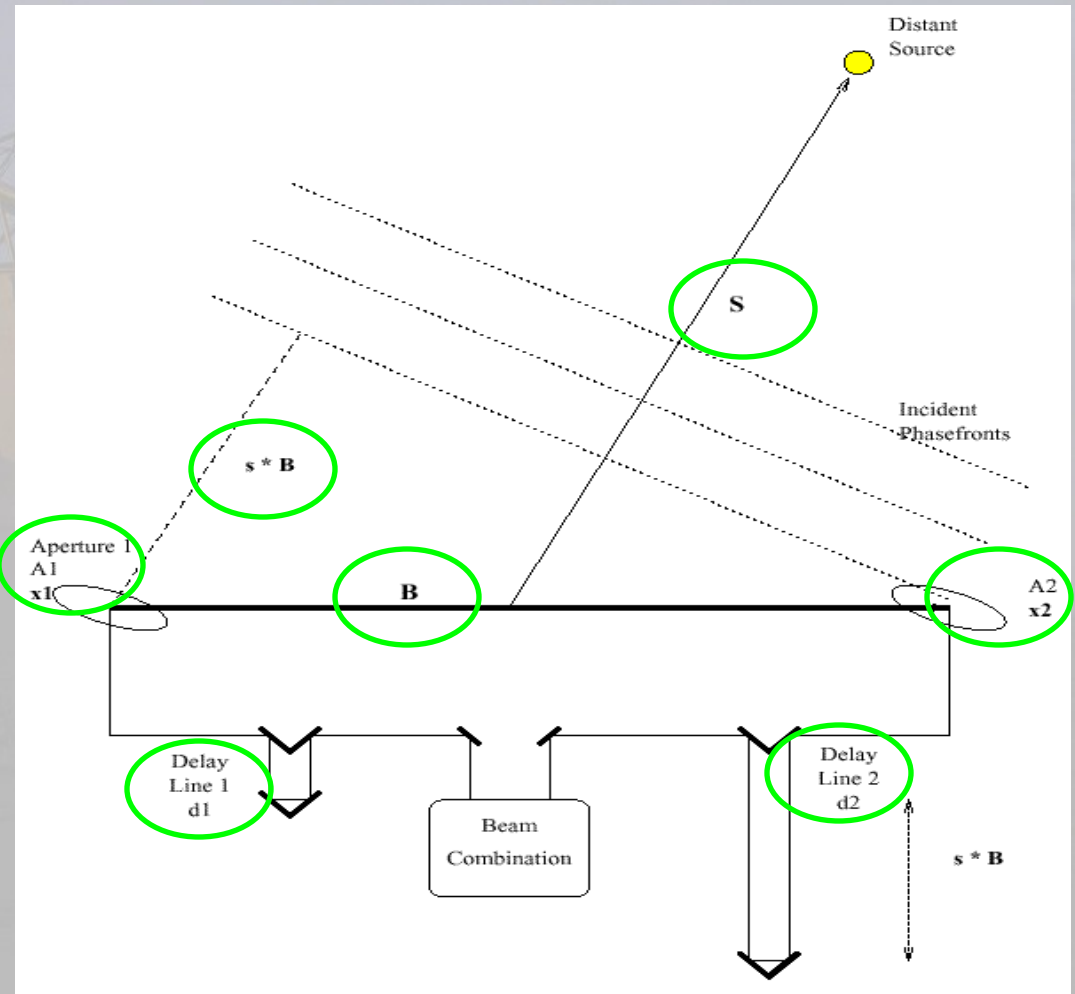 Distant
Source
S
Incident
Phasefronts
s * B
Aperture 1
A1
x1
B
A2
x2
Delay
Line 1
d1
Delay
Line 2
d2
Beam
Combination
s * B